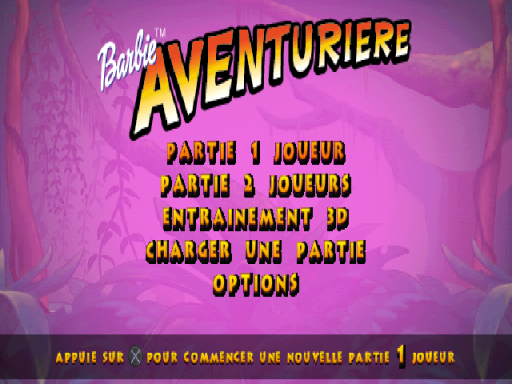 Barbie™
AVENTURIERE
PARTIE 1 JOUEUR
PARTIE 2 JOUEURS
ENTRAINEMENT 3D
CHARGER UNE PARTIE
OPTIONS
APPUIE SUR X POUR COMMENCER UNE NOUVELLE PARTIE 1 JOUEUR